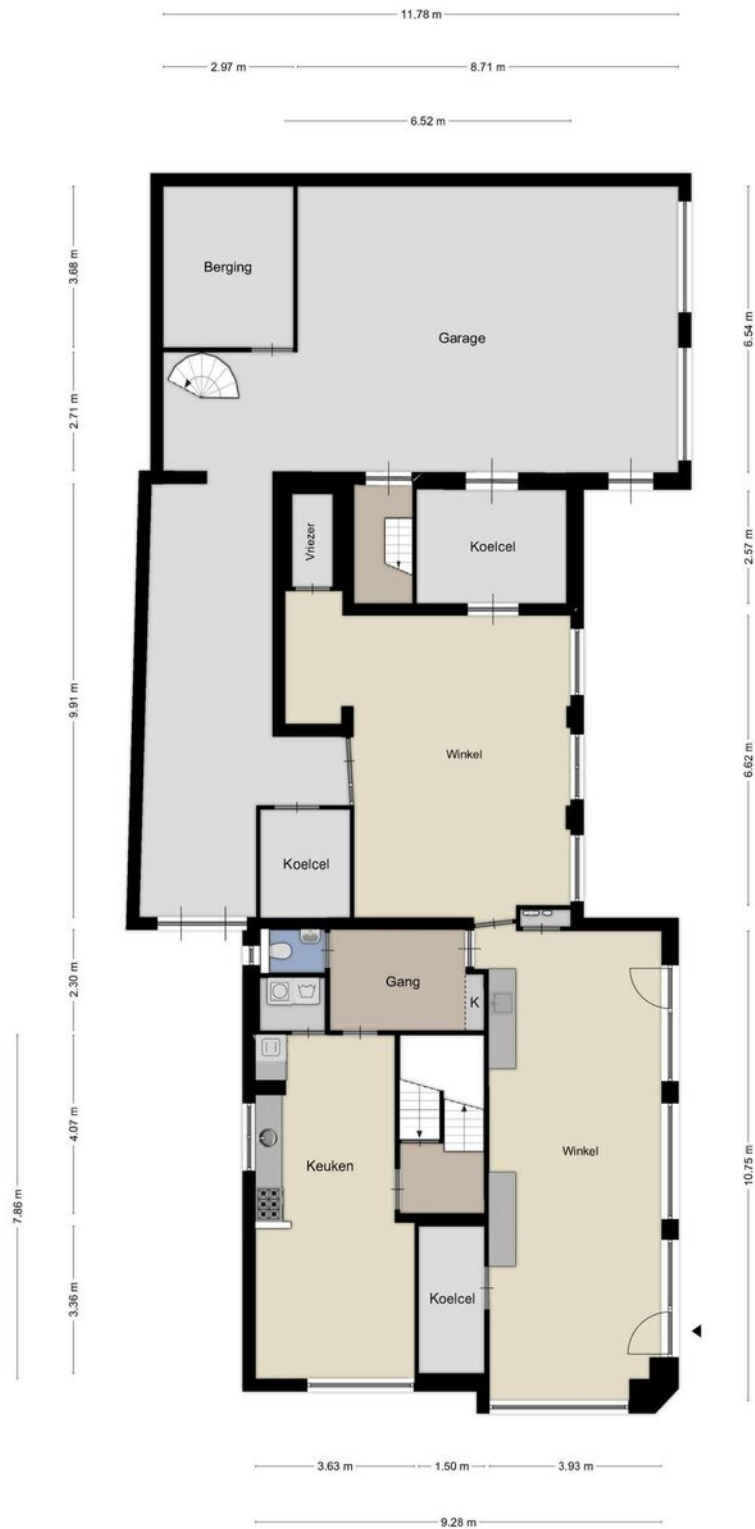 11.78 m
2.97 m
8.71 m
6.52 m
3.68 m
Berging
Garage
6.54 m
2.71 m
Vriezer
Koelcel
2.57 m
9.91 m
Winkel
6.62 m
Koelcel
2.30 m
Gang
K
4.07 m
Keuken
Winkel
10.75 m
7.86 m
3.36 m
Koelcel
3.63 m
1.50 m
3.93 m
9.28 m